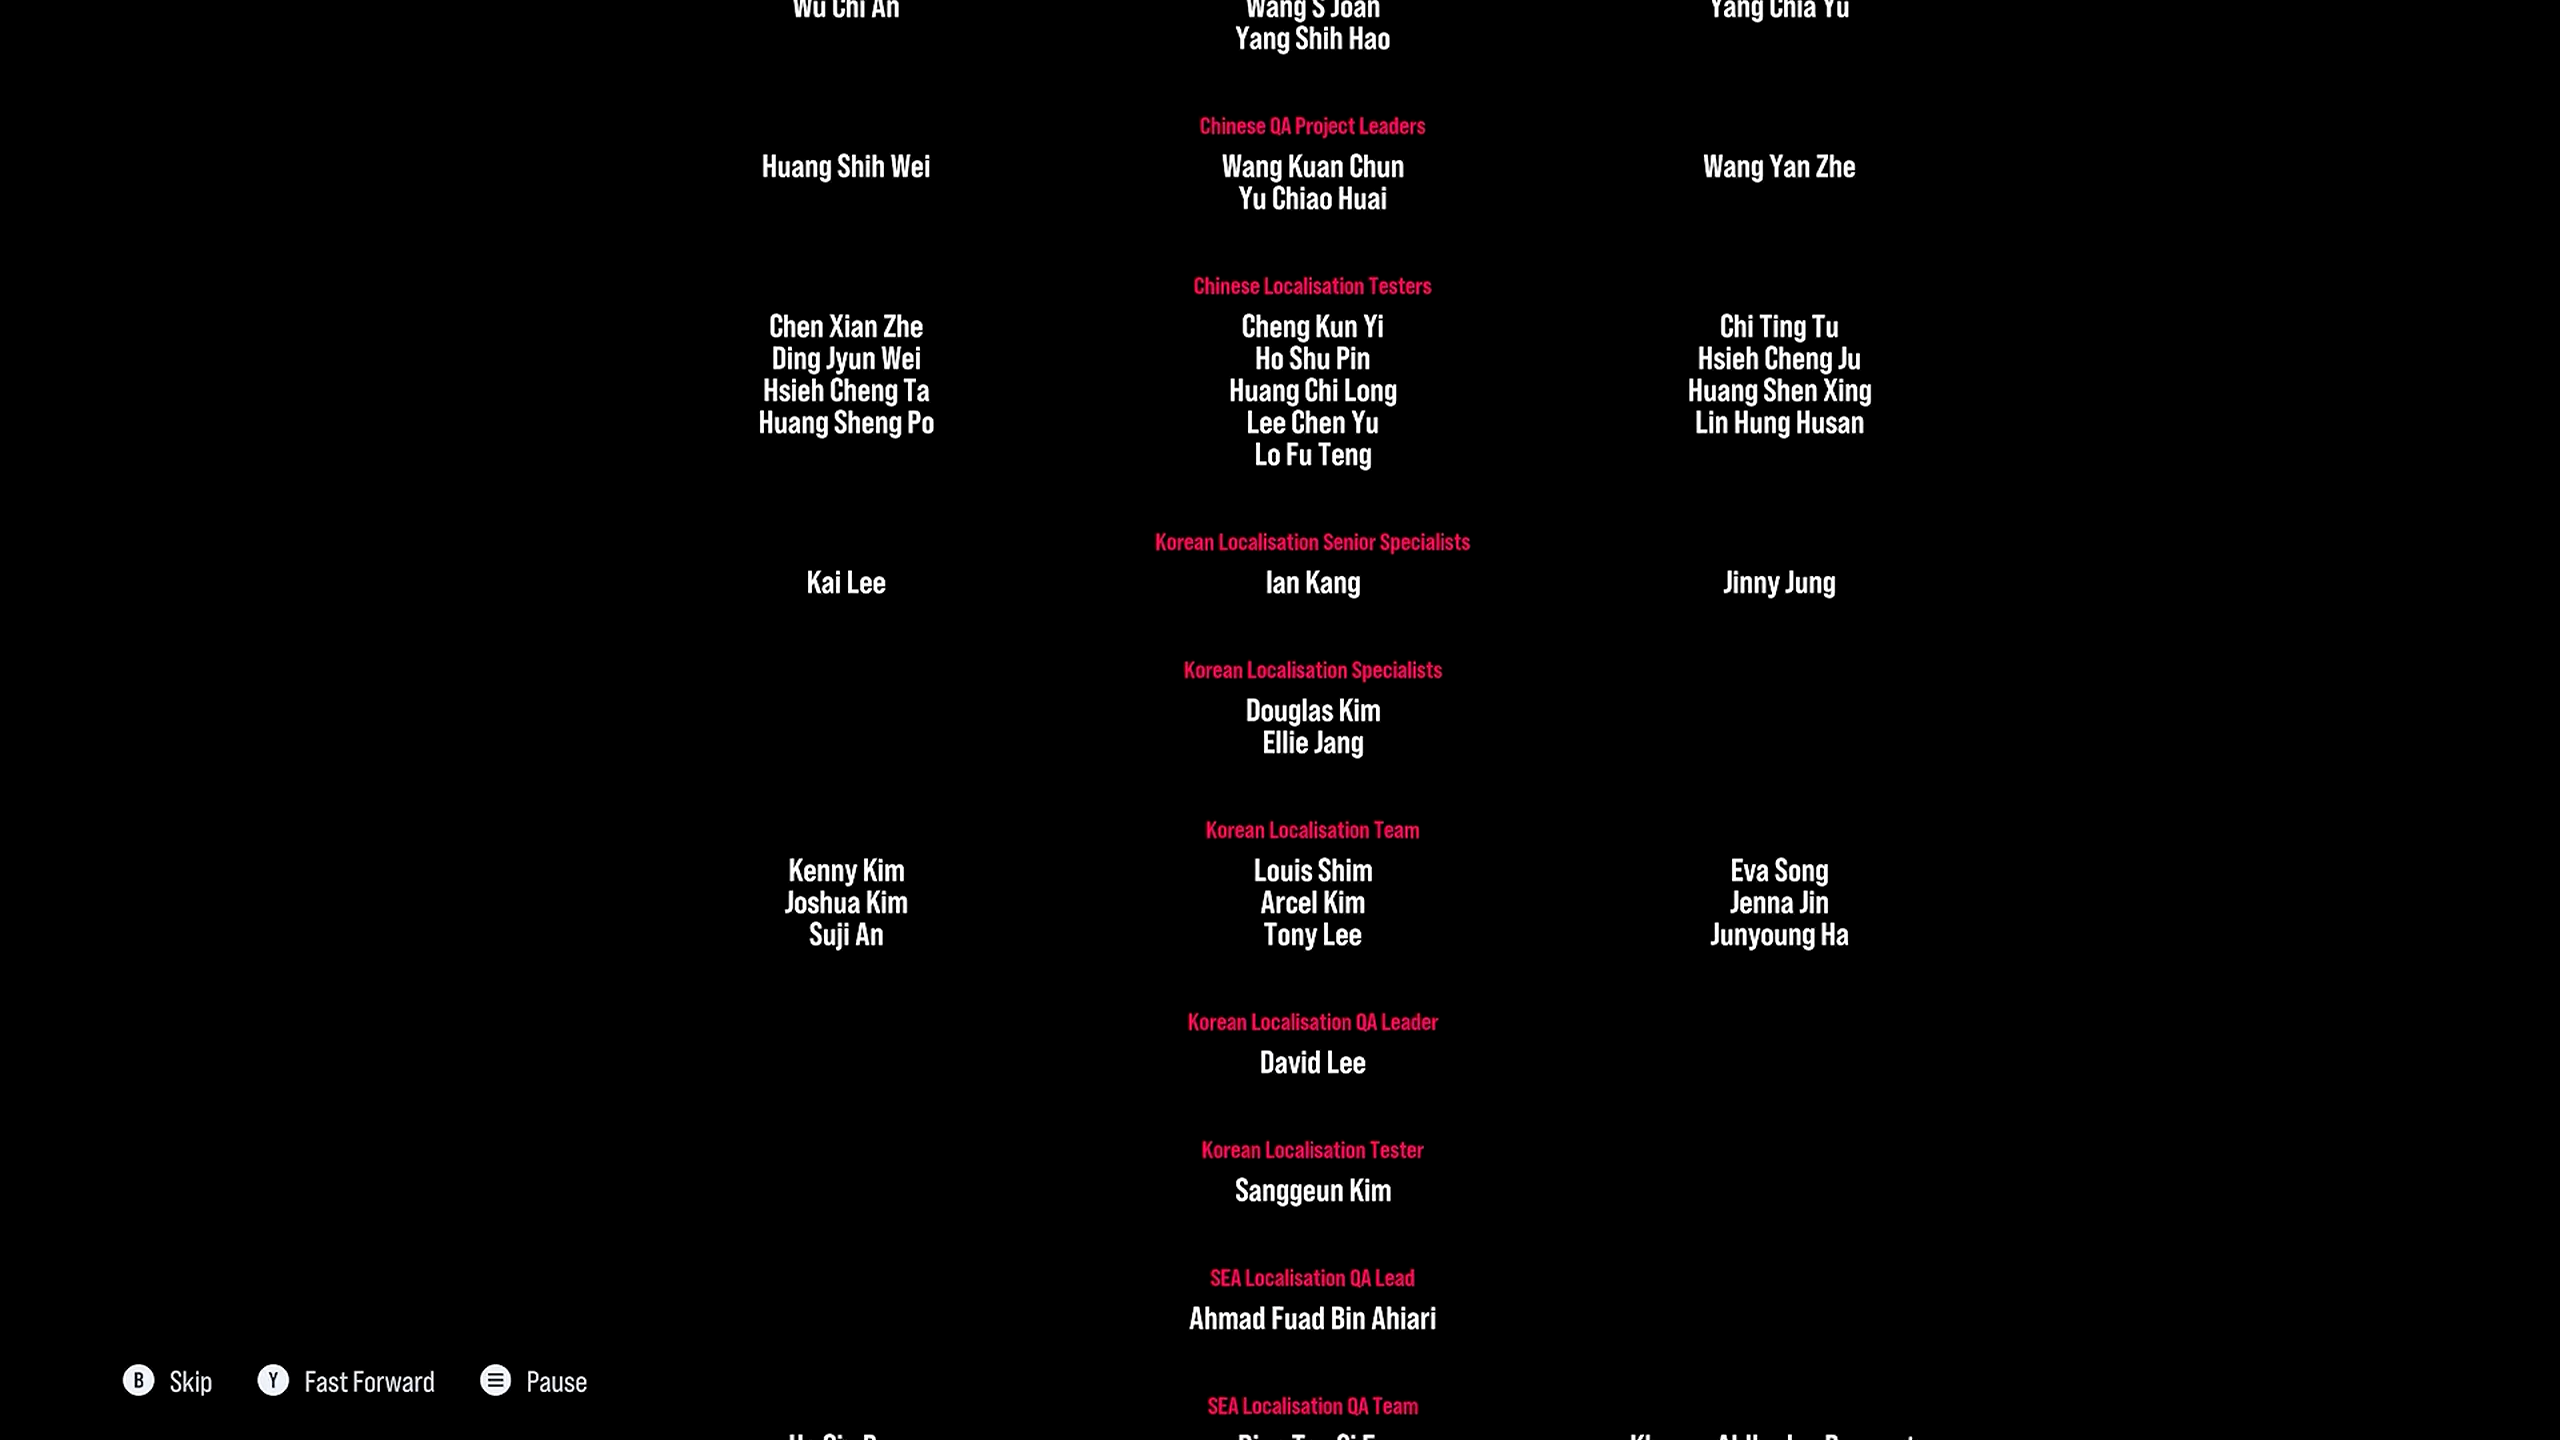 Wu Chi An Wang S Joan Yang Chia Yu
Yang Shih Hao
Chinese QA Project Leaders
Huang Shih Wei Wang Kuan Chun Wang Yan Zhe
Yu Chiao Huai
Chinese Localisation Testers
Chen Xian Zhe Cheng Kun Yi Chi Ting Tu
Ding Jyun Wei Ho Shu Pin Hsieh Cheng Ju
Hsieh Cheng Ta Huang Chi Long Huang Shen Xing
Huang Sheng Po Lee Chen Yu Lin Hung Husan
Lo Fu Teng
Korean Localisation Senior Specialists
Kai Lee Ian Kang Jinny Jung
Korean Localisation Specialists
Douglas Kim
Ellie Jang
Korean Localisation Team
Kenny Kim Louis Shim Eva Song
Joshua Kim Arcel Kim Jenna Jin
Suji An Tony Lee Junyoung Ha
Korean Localisation QA Leader
David Lee
Korean Localisation Tester
Sanggeun Kim
SEA Localisation QA Lead
Ahmad Fuad Bin Ahiari
B Skip Y Fast Forward Pause
SEA Localisation QA Team